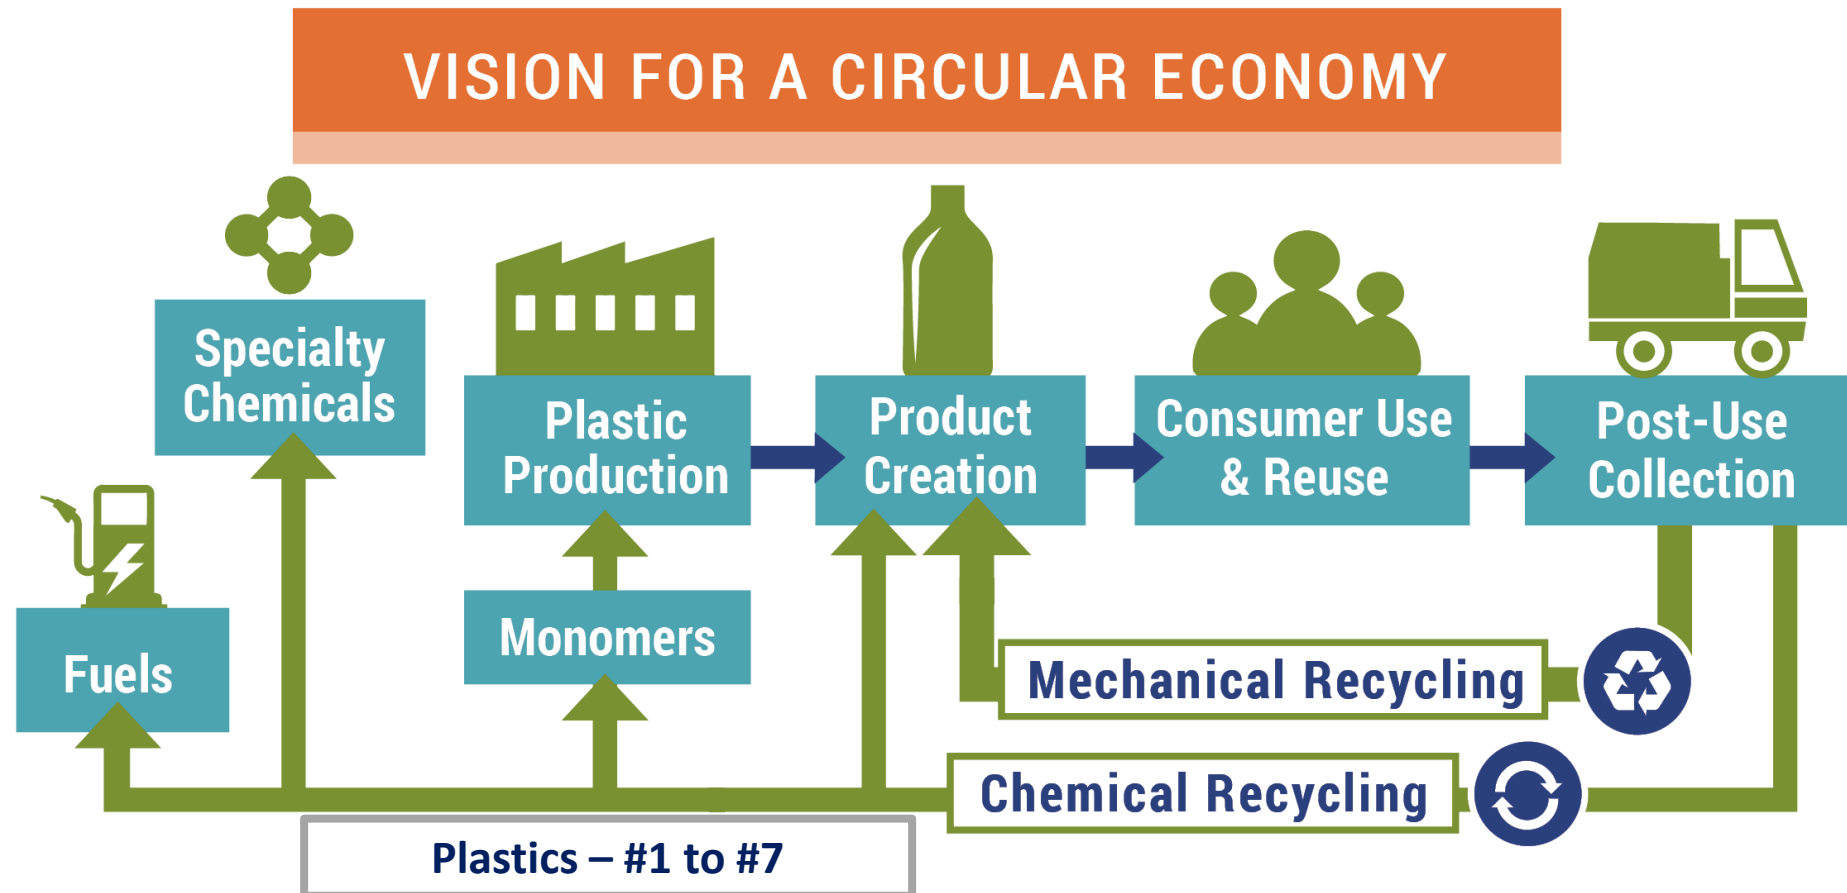 VISION FOR A CIRCULAR ECONOMY
Specialty
Chemicals
Plastic
Production
Product
Creation
Consumer Use
& Reuse
Post-Use
Collection
Fuels
Monomers
Mechanical Recycling
Chemical Recycling
Plastics – #1 to #7